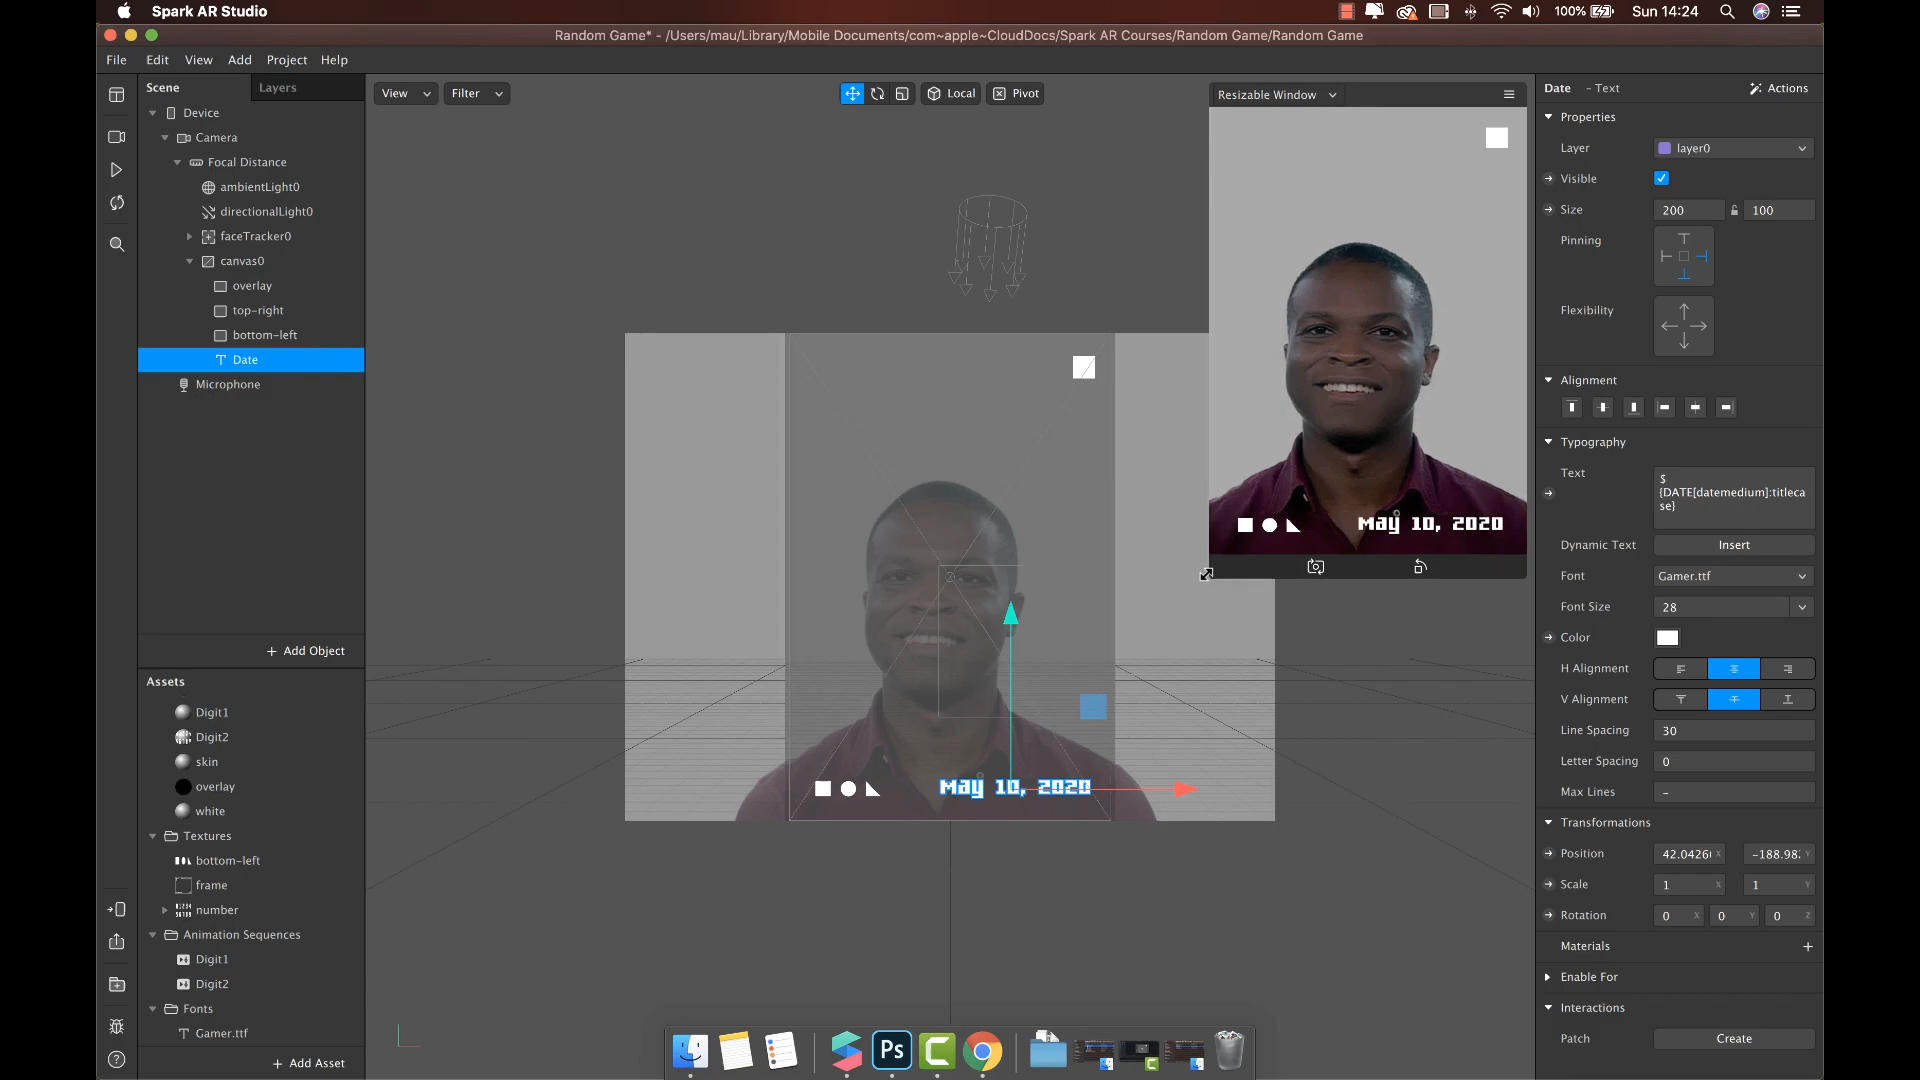 Spark AR Studio
100%
Sun 14:24
Random Game* - /Users/mau/Library/Mobile Documents/com~apple~CloudDocs/Spark AR Courses/Random Game/Random Game
File Edit View Add Project Help
Scene
Layers
Device
Camera
Focal Distance
ambientLight0
directionalLight0
faceTracker0
canvas0
overlay
top-right
bottom-left
Date
Microphone
+ Add Object
Assets
Digit1
Digit2
skin
overlay
white
Textures
bottom-left
frame
number
Animation Sequences
Digit1
Digit2
Fonts
Gamer.ttf
+ Add Asset
View
Filter
Local
Pivot
May 10, 2020
Resizable Window
May 10, 2020
Ps
Date - Text
Actions
Properties
Layer
layer0
Visible
Size
200
100
Pinning
Flexibility
Alignment
Typography
Text
$
{DATE[datemedium]:titleca
se}
Dynamic Text
Insert
Font
Gamer.ttf
Font Size
28
Color
H Alignment
V Alignment
Line Spacing
30
Letter Spacing
0
Max Lines
-
Transformations
Position
42.0426 X
-188.98 Y
Scale
1 X
1 Y
Rotation
0 X
0 Y
0 Z
Materials
+
Enable For
Interactions
Patch
Create